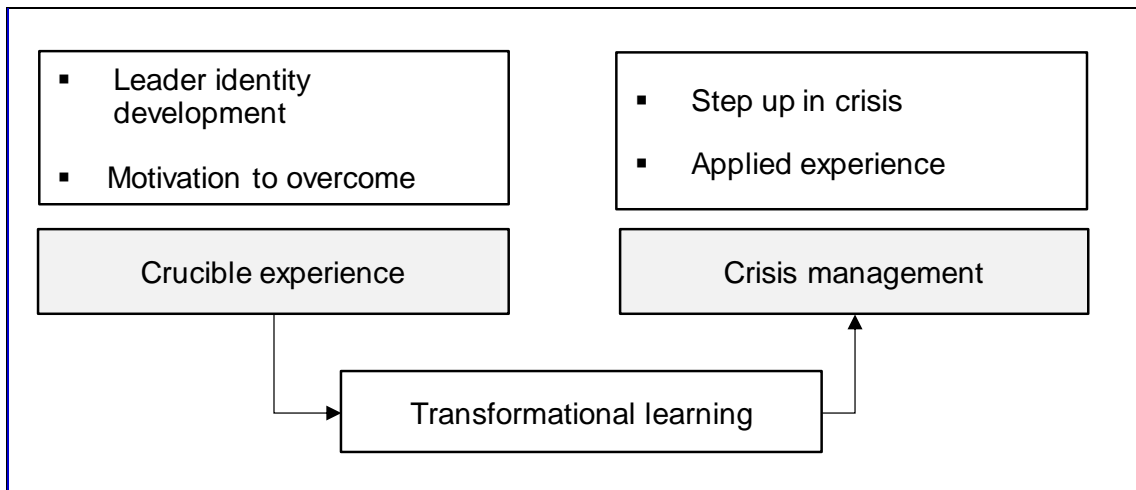 ▪ Leader identity
development
▪ Motivation to overcome
▪ Step up in crisis
▪ Applied experience
Crucible experience
Crisis management
Transformational learning